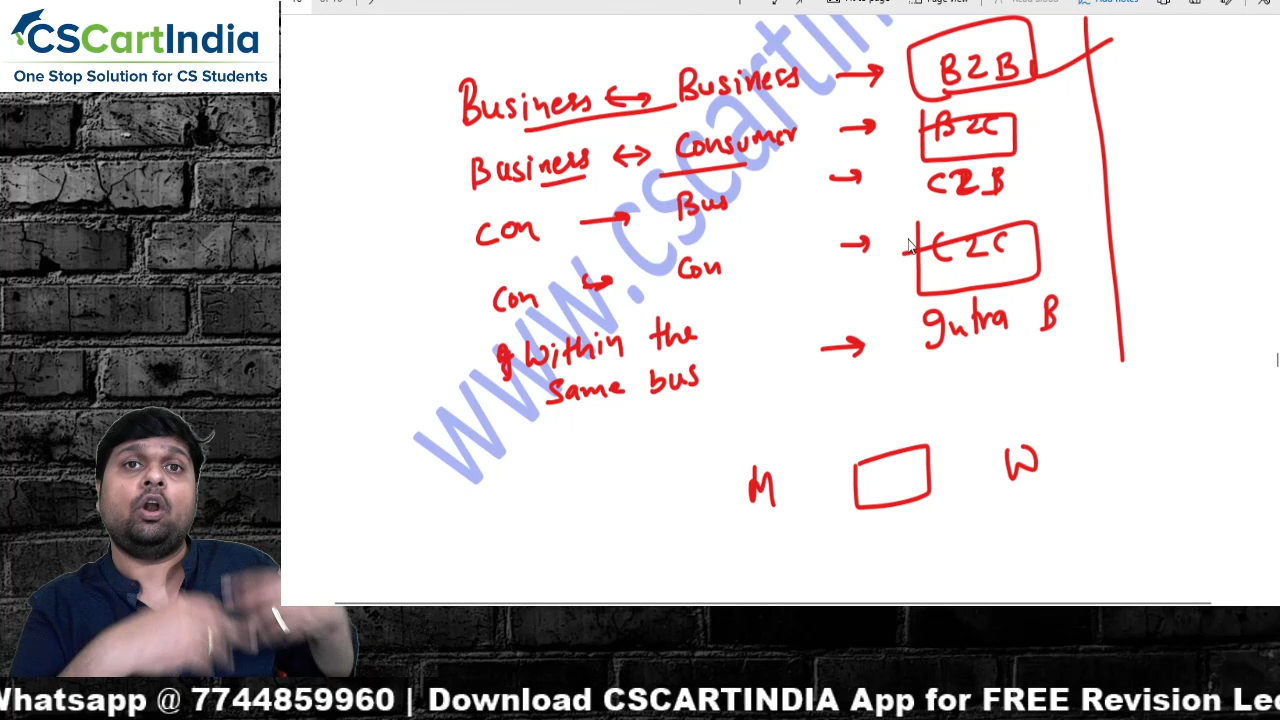 CSCartIndia
One Stop Solution for CS Students
Business ↔ Business → B2B
Business ↔ Consumer → B2C
Con → Bus → C2B
Con → Con → C2C
Within the same bus → Intra B
M W
www.cscartin
Whatsapp @ 7744859960 | Download CSCARTINDIA App for FREE Revision Le